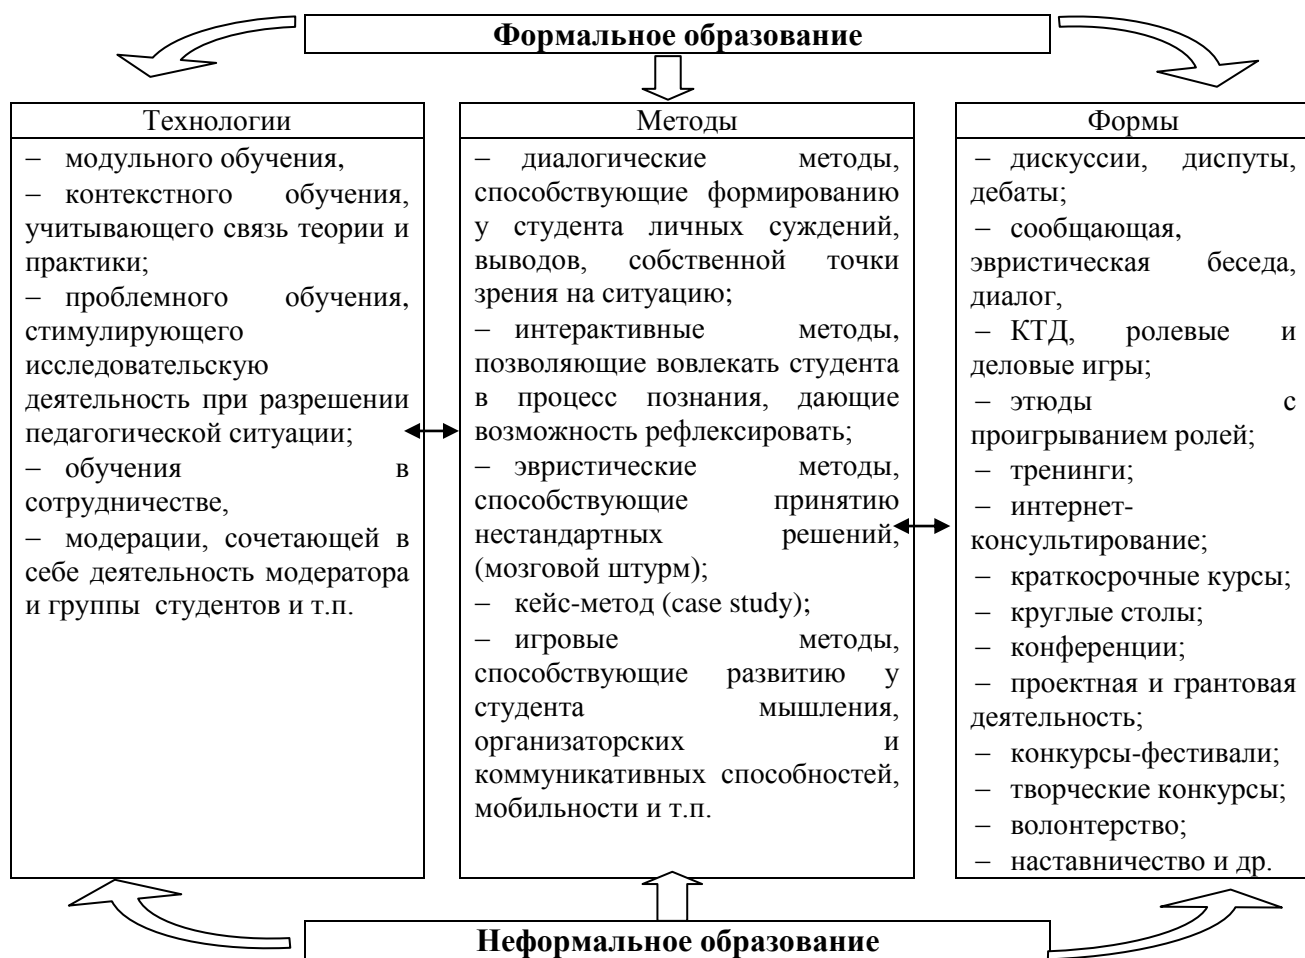 Формальное образование
Технологии
– модульного обучения,
– контекстного обучения,
учитывающего связь теории и
практики;
– проблемного обучения,
стимулирующего
исследовательскую
деятельность при разрешении
педагогической ситуации;
– обучения в
сотрудничестве,
– модерации, сочетающей в
себе деятельность модератора
и группы студентов и т.п.
Методы
– диалогические методы,
способствующие формированию
у студента личных суждений,
выводов, собственной точки
зрения на ситуацию;
– интерактивные методы,
позволяющие вовлекать студента
в процесс познания, дающие
возможность рефлексировать;
– эвристические методы,
способствующие принятию
нестандартных решений,
(мозговой штурм);
– кейс-метод (case study);
– игровые методы,
способствующие развитию у
студента мышления,
организаторских и
коммуникативных способностей,
мобильности и т.п.
Формы
– дискуссии, диспуты,
дебаты;
– сообщающая,
эвристическая беседа,
диалог,
– КТД, ролевые и
деловые игры;
– этюды с
проигрыванием ролей;
– тренинги;
– интернет-
консультирование;
– краткосрочные курсы;
– круглые столы;
– конференции;
– проектная и грантовая
деятельность;
– конкурсы-фестивали;
– творческие конкурсы;
– волонтерство;
– наставничество и др.
Неформальное образование